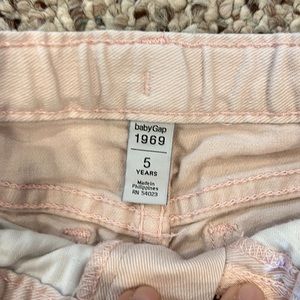 babyGap
1969
5
YEARS
Made in
Philippines
RN 54023